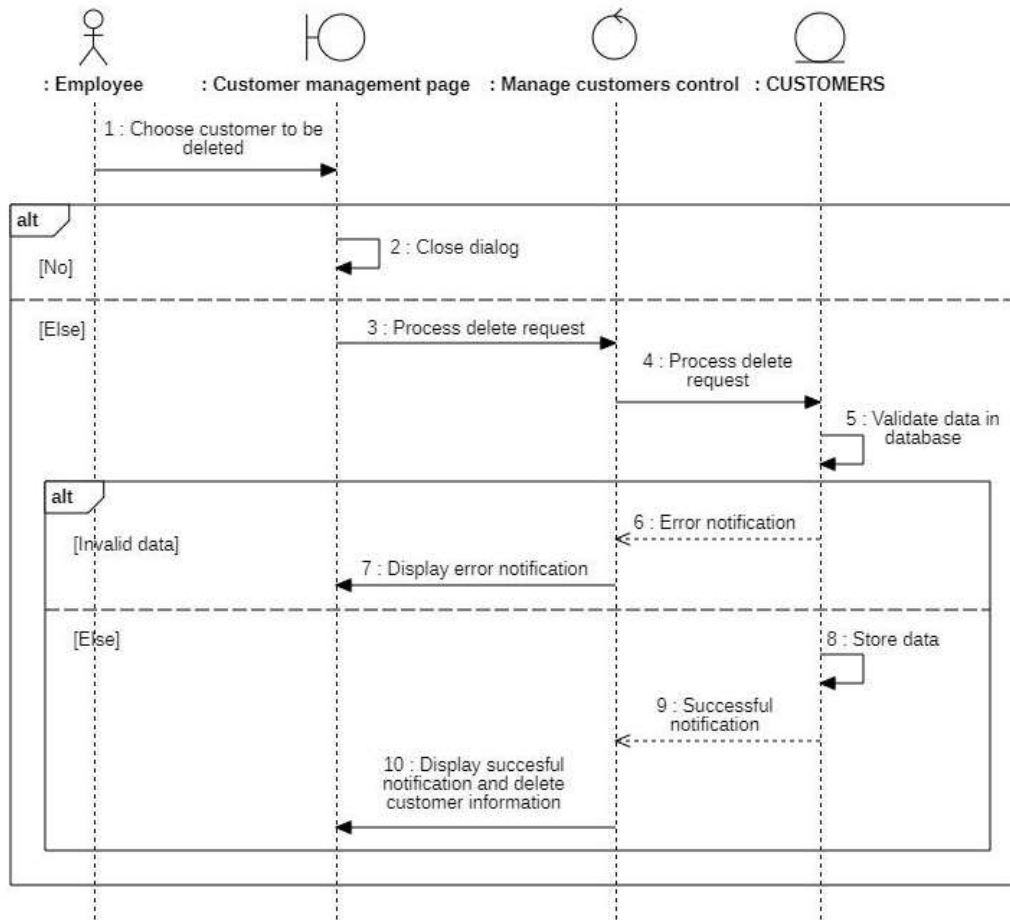 : Employee
: Customer management page
: Manage customers control
: CUSTOMERS
1 : Choose customer to be
deleted
alt
2 : Close dialog
[No]
[Else]
3 : Process delete request
4 : Process delete
request
5 : Validate data in
database
alt
6 : Error notification
[Invalid data]
7 : Display error notification
[Else]
8 : Store data
9 : Successful
notification
10 : Display succesful
notification and delete
customer information